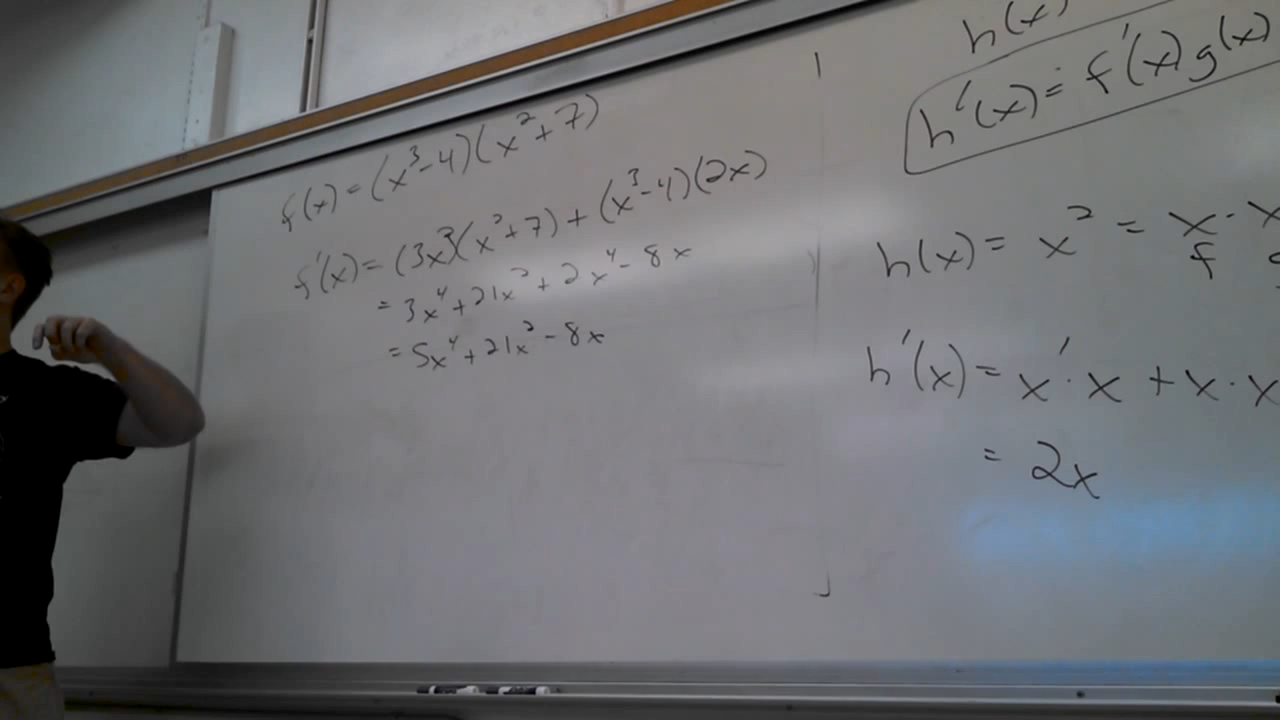 f(x) = (x³-4)(x²+7)
f'(x) = (3x²)(x²+7) + (x³-4)(2x)
= 3x⁴ + 21x² + 2x⁴ - 8x
= 5x⁴ + 21x² - 8x
h(x)
h'(x) = f'(x)g(x)
h(x) = x² = x · x
f
h'(x) = x' · x + x · x
= 2x